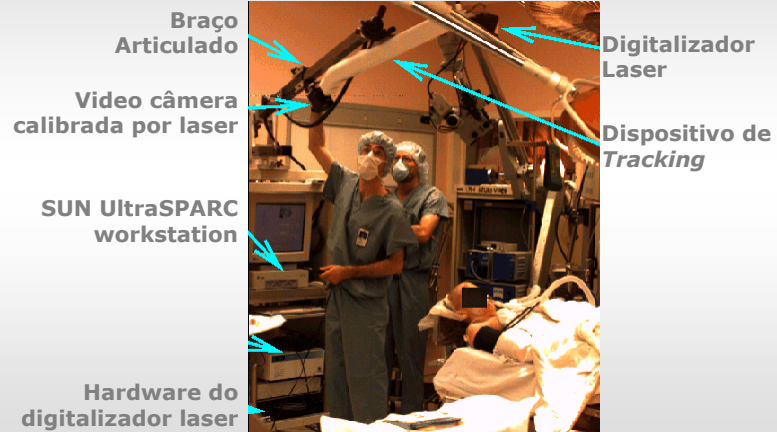 Braço
Articulado
Digitalizador
Laser
Video câmera
calibrada por laser
Dispositivo de
Tracking
SUN UltraSPARC
workstation
Hardware do
digitalizador laser